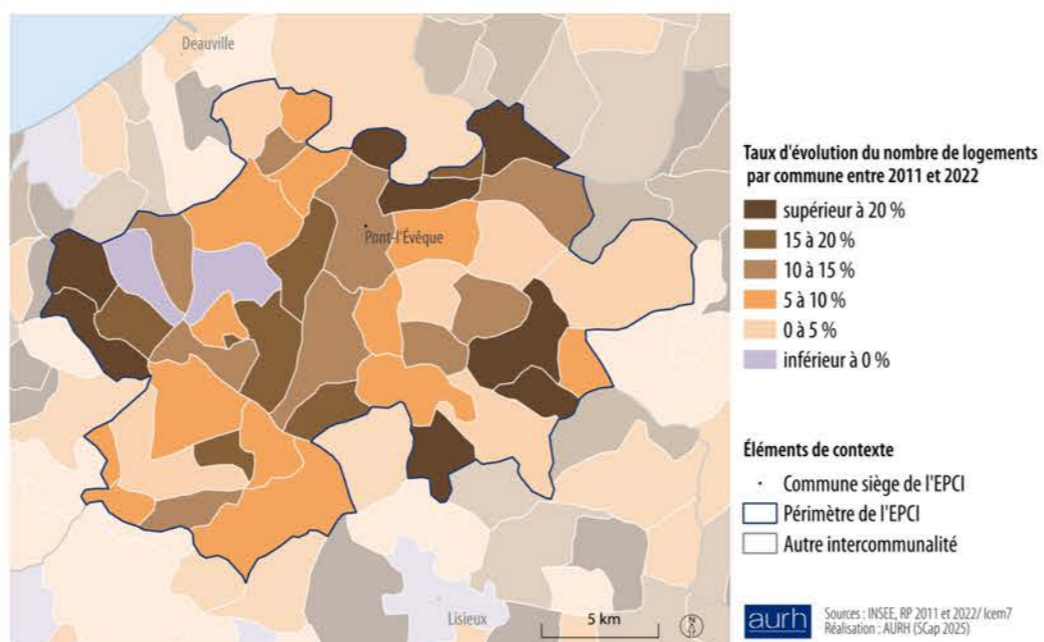 Deauville
Pont-l'Évêque
Lisieux
5 km
N
Taux d'évolution du nombre de logements
par commune entre 2011 et 2022
supérieur à 20 %
15 à 20 %
10 à 15 %
5 à 10 %
0 à 5 %
inférieur à 0 %
Éléments de contexte
Commune siège de l'EPCI
Périmètre de l'EPCI
Autre intercommunalité
aurh
Sources : INSEE, RP 2011 et 2022/ Icem7
Réalisation : AURH (SCap 2025)